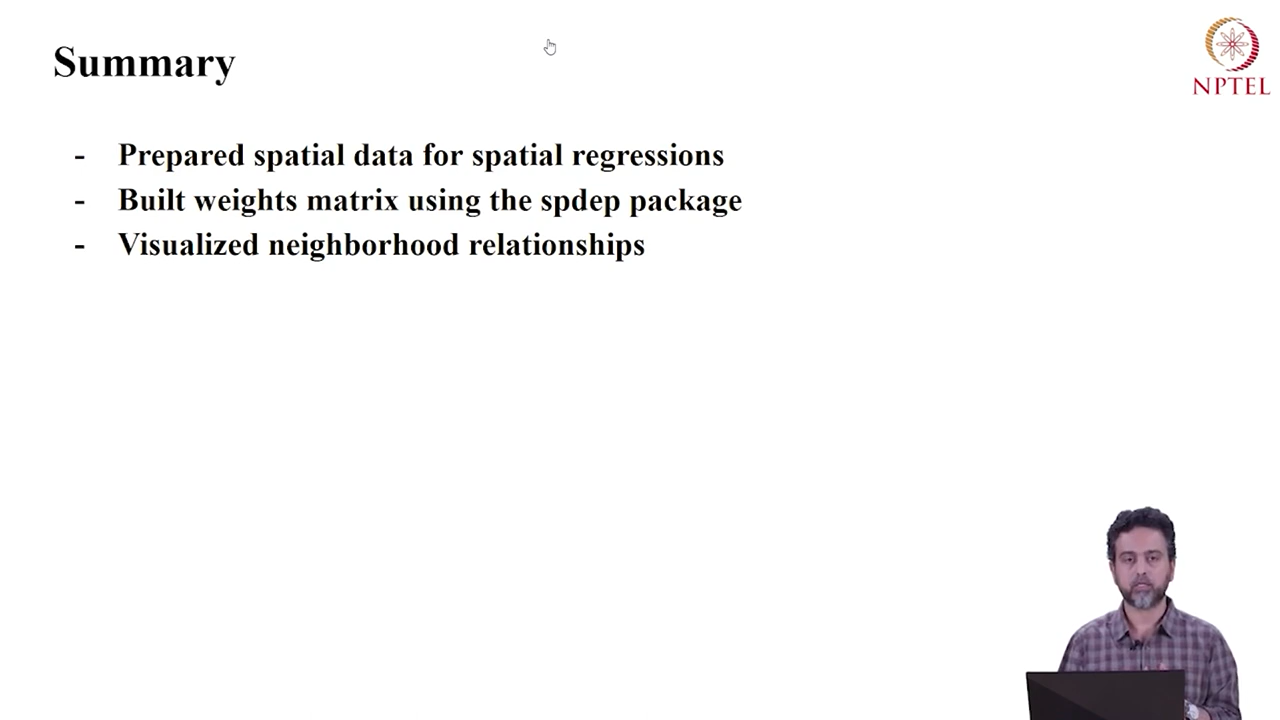 Summary
NPTEL
- Prepared spatial data for spatial regressions
- Built weights matrix using the spdep package
- Visualized neighborhood relationships